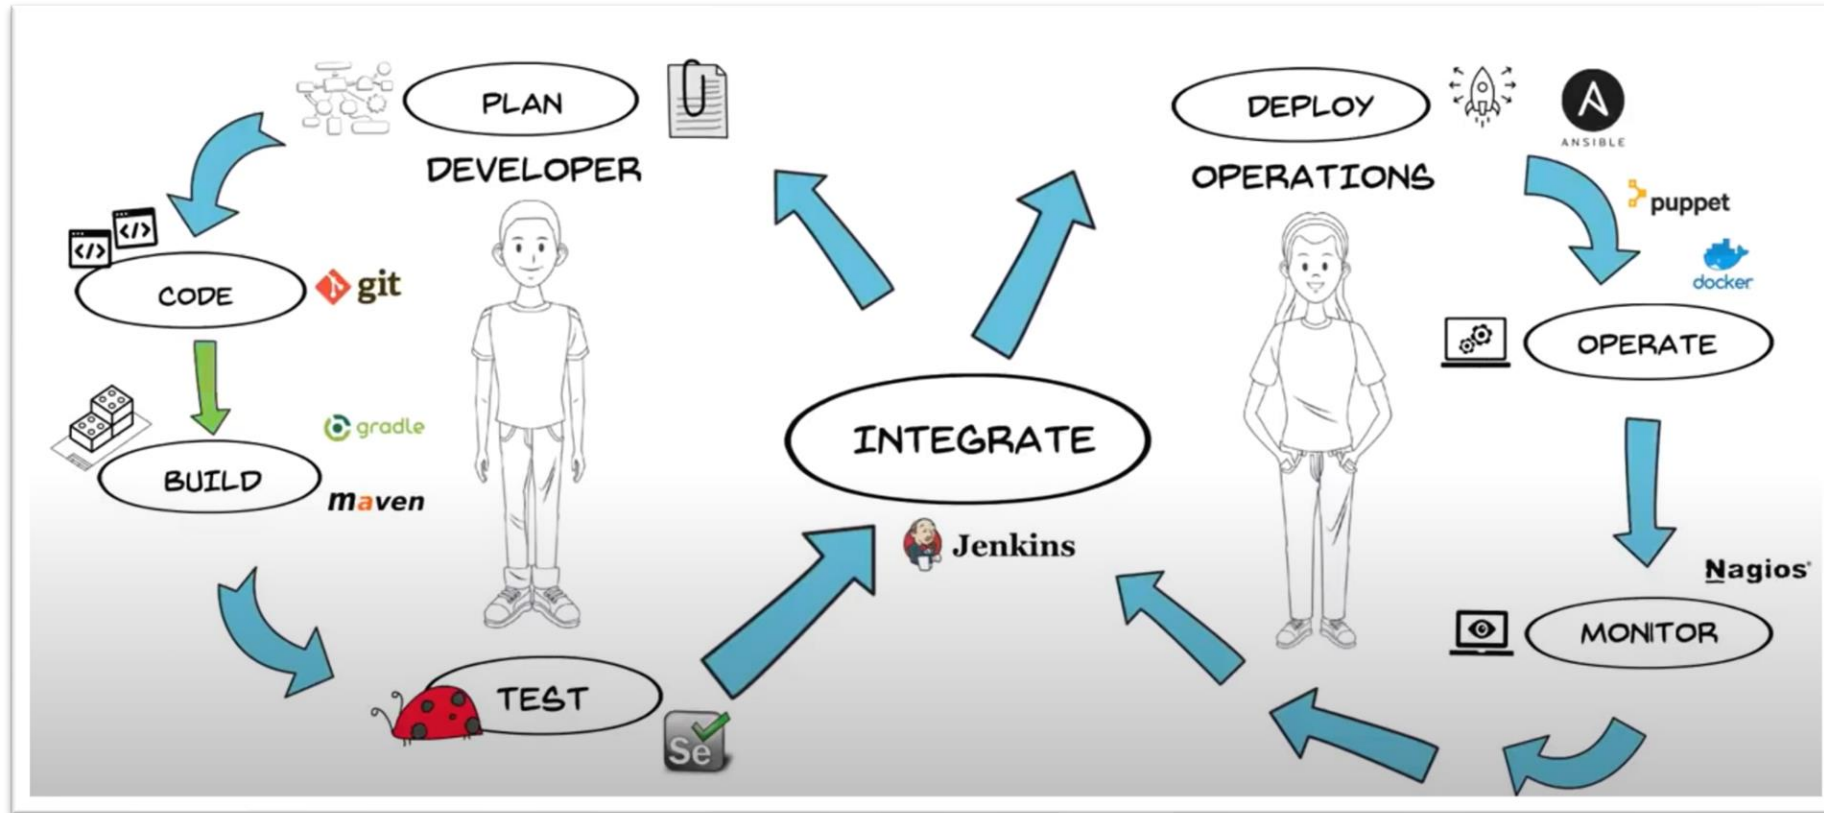 PLAN
DEVELOPER
</>
</>
CODE
git
gradle
BUILD
maven
TEST
Se
INTEGRATE
Jenkins
DEPLOY
ANSIBLE
OPERATIONS
puppet
docker
OPERATE
Nagios
MONITOR